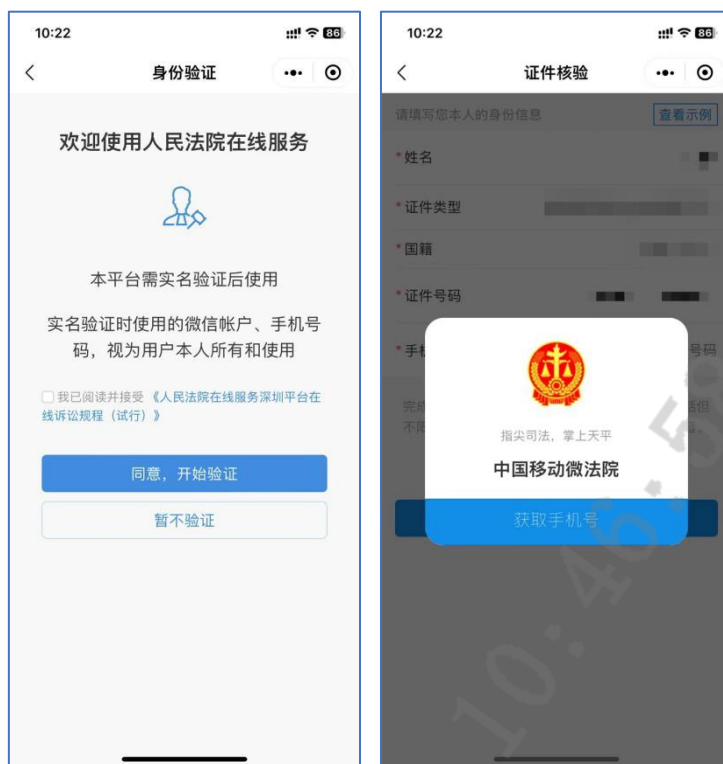 10:22
86
身份验证
欢迎使用人民法院在线服务
本平台需实名验证后使用
实名验证时使用的微信帐户、手机号
码，视为用户本人所有和使用
我已阅读并接受 《人民法院在线服务深圳平台在
线诉讼规程（试行）》
同意，开始验证
暂不验证
10:22
86
证件核验
请填写您本人的身份信息
查看示例
*姓名
*证件类型
*国籍
*证件号码
*手
号码
不
指尖司法，掌上天平
中国移动微法院
获取手机号
10:46:5